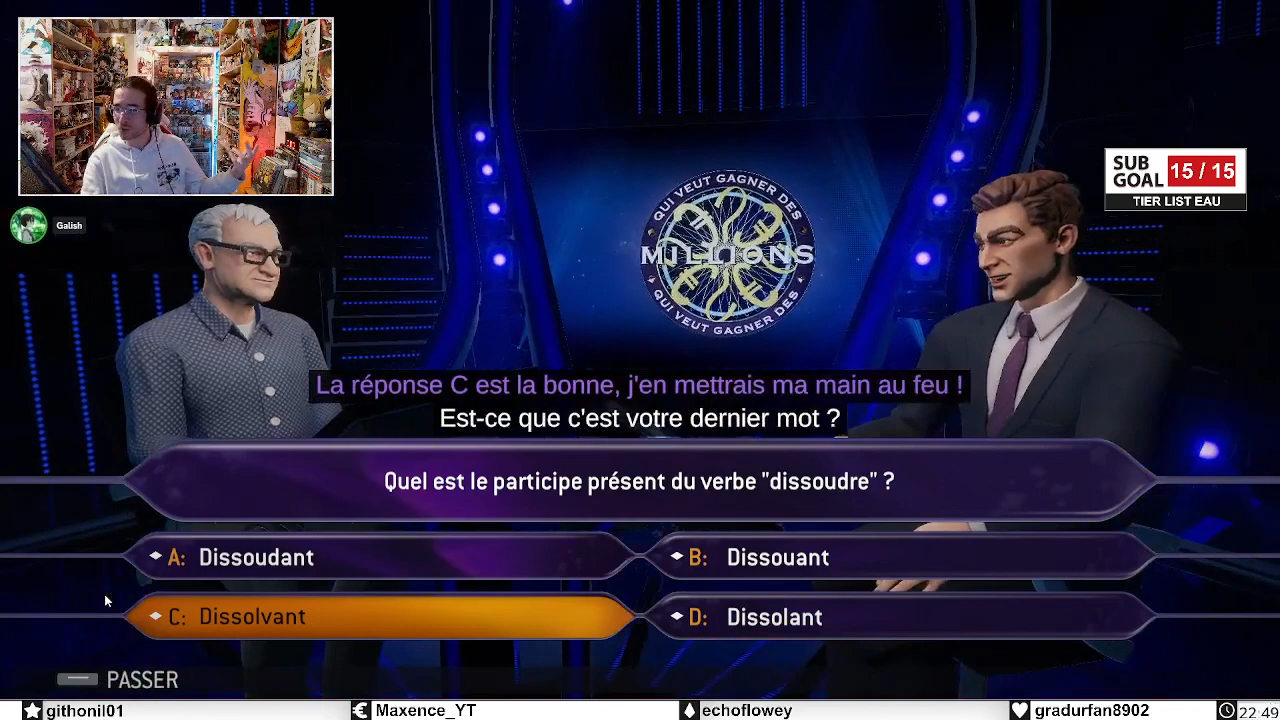 SUB
GOAL
15 / 15
TIER LIST EAU
Galish
QUI VEUT GAGNER DES
MILLIONS
QUI VEUT GAGNER DES
La réponse C est la bonne, j'en mettrais ma main au feu !
Est-ce que c'est votre dernier mot ?
Quel est le participe présent du verbe "dissoudre" ?
A: Dissoudant
B: Dissouant
C: Dissolvant
D: Dissolant
PASSER
githonil01
Maxence_YT
echoflowey
gradurfan8902
22:49